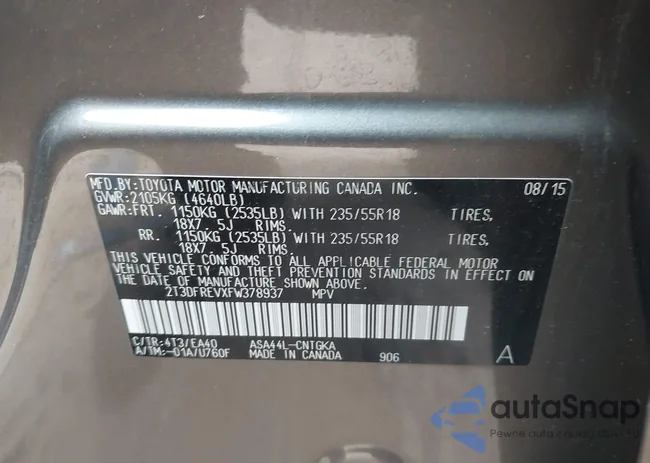 MFD.BY:TOYOTA MOTOR MANUFACTURING CANADA INC. 08/15
GVWR:2105KG (4640LB)
GAWR:FRT. 1150KG (2535LB) WITH 235/55R18 TIRES,
18X7. 5J RIMS.
RR. 1150KG (2535LB) WITH 235/55R18 TIRES,
18X7. 5J RIMS.
THIS VEHICLE CONFORMS TO ALL APPLICABLE FEDERAL MOTOR
VEHICLE SAFETY AND THEFT PREVENTION STANDARDS IN EFFECT ON
THE DATE OF MANUFACTURE SHOWN ABOVE.
2T3DFREVXFW378937 MPV
C/TR:4T3/EA40 ASA44L-CNTGKA
A/TM:-01A/U760F MADE IN CANADA 906 A
autaSnap
Pewne auta z